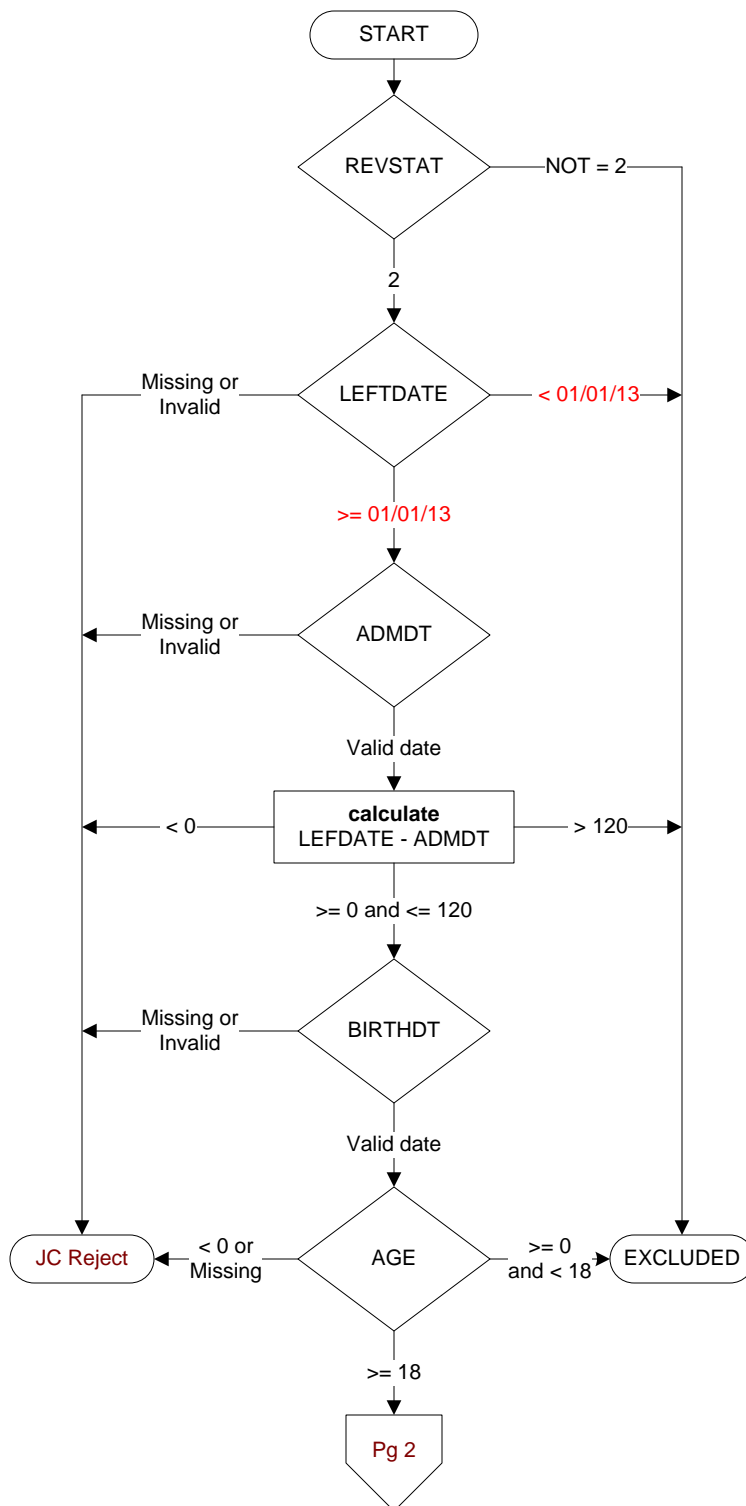 START
REVSTAT
NOT = 2
2
Missing or
Invalid
LEFTDATE
< 01/01/13
>= 01/01/13
Missing or
Invalid
ADMDT
Valid date
< 0
calculate
LEFDATE - ADMDT
> 120
>= 0 and <= 120
Missing or
Invalid
BIRTHDT
Valid date
JC Reject
< 0 or
Missing
AGE
>= 0
and < 18
EXCLUDED
>= 18
Pg 2